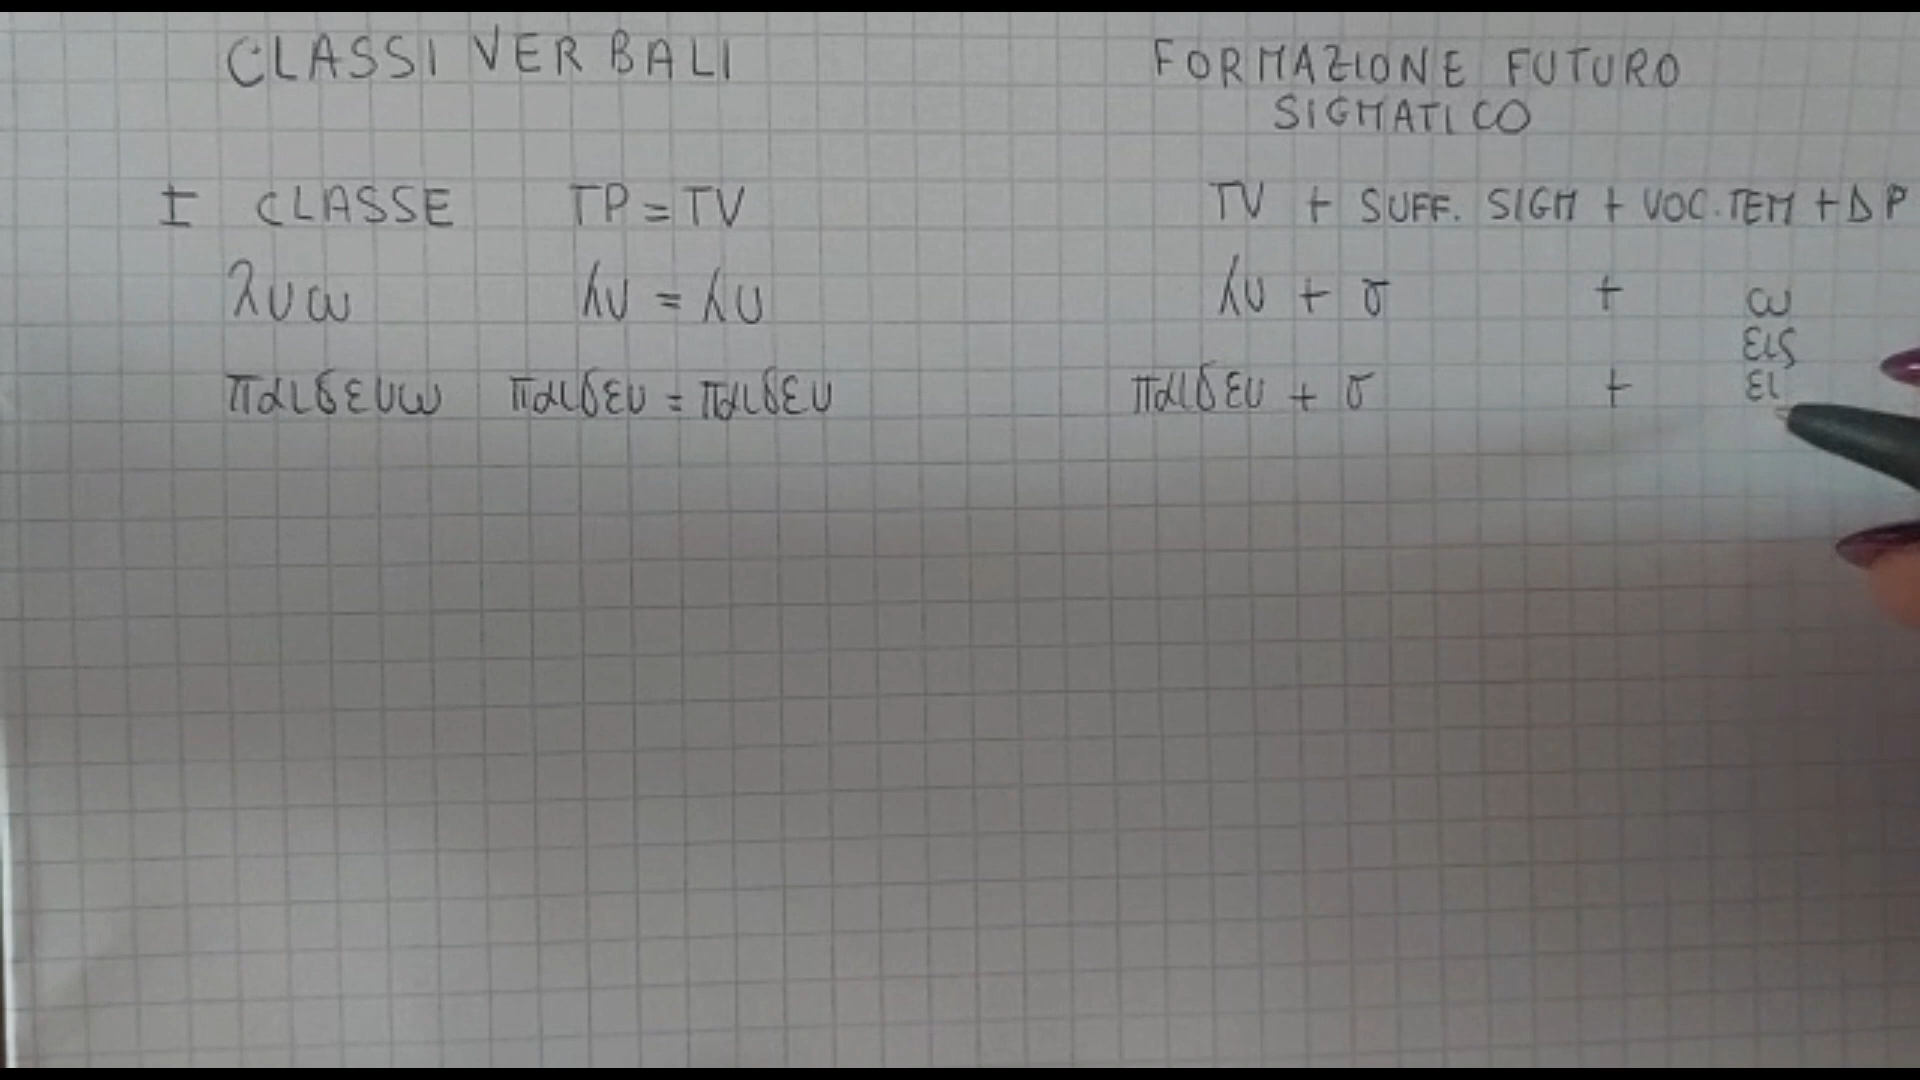 CLASSI VERBALI
FORMAZIONE FUTURO
SIGMATICO
I CLASSE TP = TV
TV + SUFF. SIGM + VOC. TEM + DP
λυω λυ = λυ
λυ + σ + ω
εις
παιδευω παιδευ = παιδευ
παιδευ + σ + ει